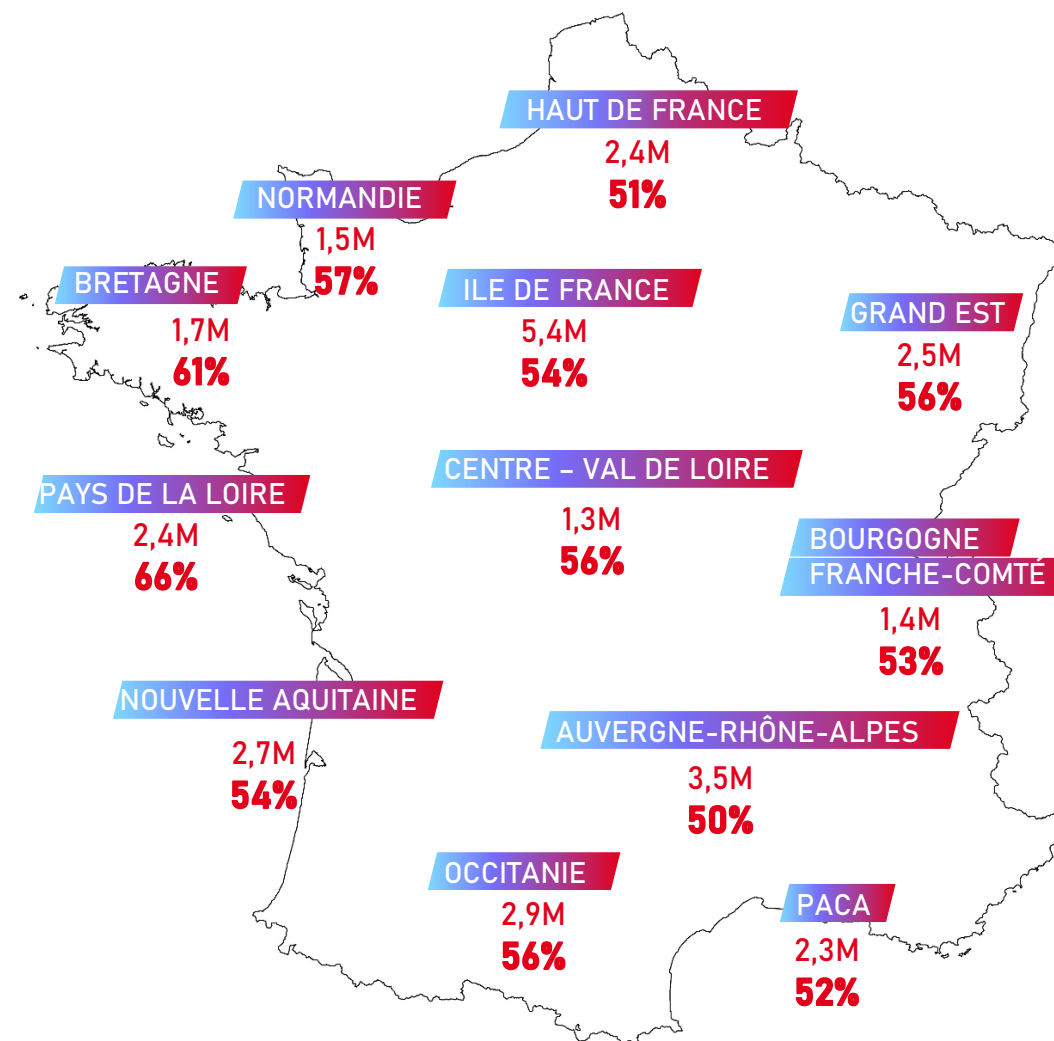 HAUT DE FRANCE
2,4M
51%
NORMANDIE
1,5M
57%
BRETAGNE
1,7M
61%
ILE DE FRANCE
5,4M
54%
GRAND EST
2,5M
56%
CENTRE – VAL DE LOIRE
1,3M
56%
PAYS DE LA LOIRE
2,4M
66%
BOURGOGNE
FRANCHE-COMTÉ
1,4M
53%
NOUVELLE AQUITAINE
2,7M
54%
AUVERGNE-RHÔNE-ALPES
3,5M
50%
OCCITANIE
2,9M
56%
PACA
2,3M
52%